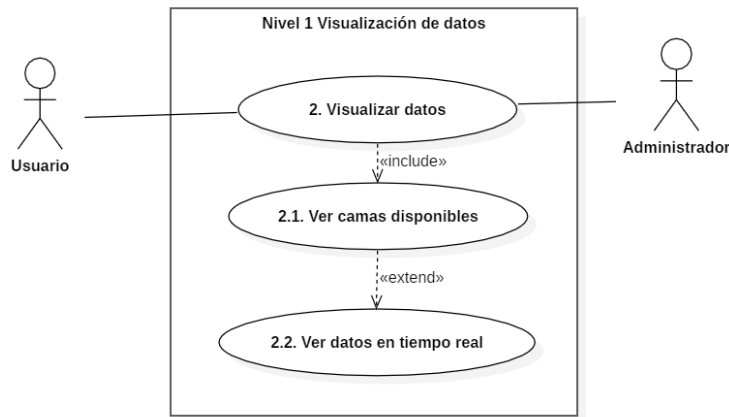 Nivel 1 Visualización de datos
2. Visualizar datos
Usuario
Administrador
«include»
2.1. Ver camas disponibles
«extend»
2.2. Ver datos en tiempo real